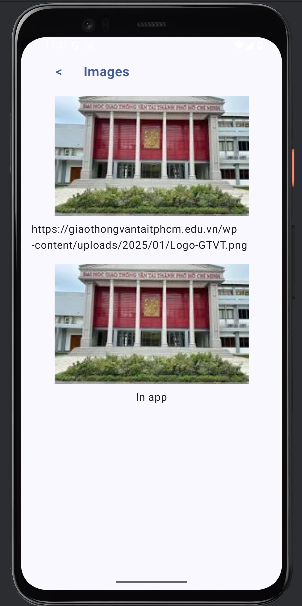 < Images
ĐẠI HỌC GIAO THÔNG VẬN TẢI THÀNH PHỐ HỒ CHÍ MINH
https://giaothongvantaitphcm.edu.vn/wp
-content/uploads/2025/01/Logo-GTVT.png
ĐẠI HỌC GIAO THÔNG VẬN TẢI THÀNH PHỐ HỒ CHÍ MINH
In app